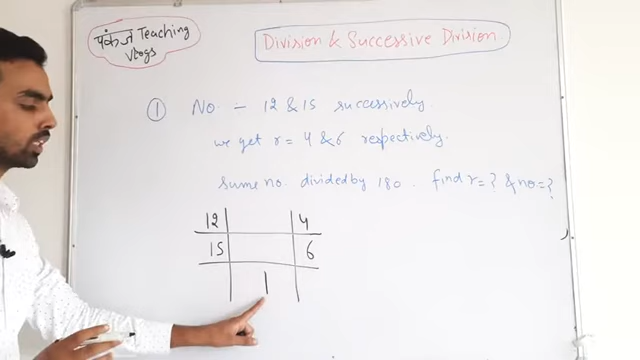 पंकज Teaching
Vlogs
Division & Successive Division
① No. – 12 & 15 successively.
we get r = 4 & 6 respectively.
same no. divided by 180. find r = ? & no = ?
12 4
15 6
1